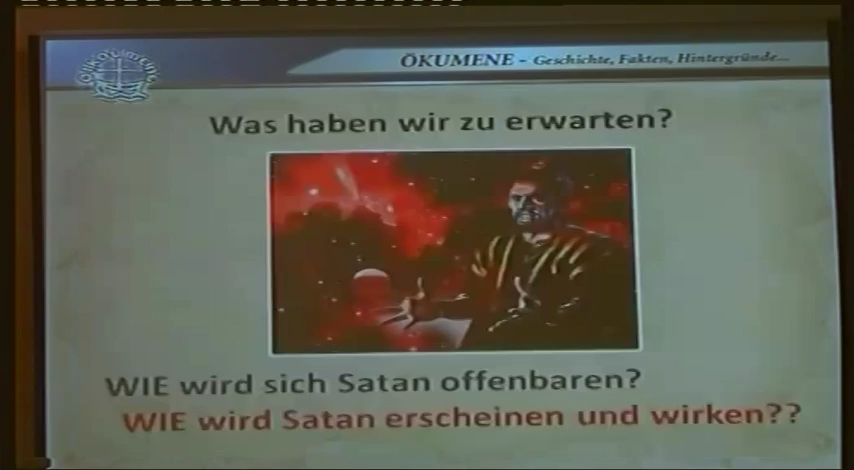 ÖKUMENE - Geschichte, Fakten, Hintergründe...
Was haben wir zu erwarten?
WIE wird sich Satan offenbaren?
WIE wird Satan erscheinen und wirken??